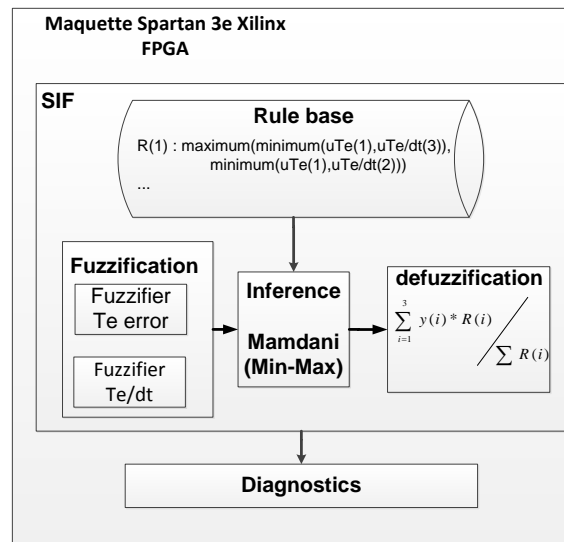 Maquette Spartan 3e Xilinx
FPGA
SIF
Rule base
R(1) : maximum(minimum(uTe(1),uTe/dt(3)),
minimum(uTe(1),uTe/dt(2)))
...
Fuzzification
Fuzzifier
Te error
Fuzzifier
Te/dt
Inference
Mamdani
(Min-Max)
defuzzification
3
∑ y(i) * R(i)
i=1
∑ R(i)
Diagnostics